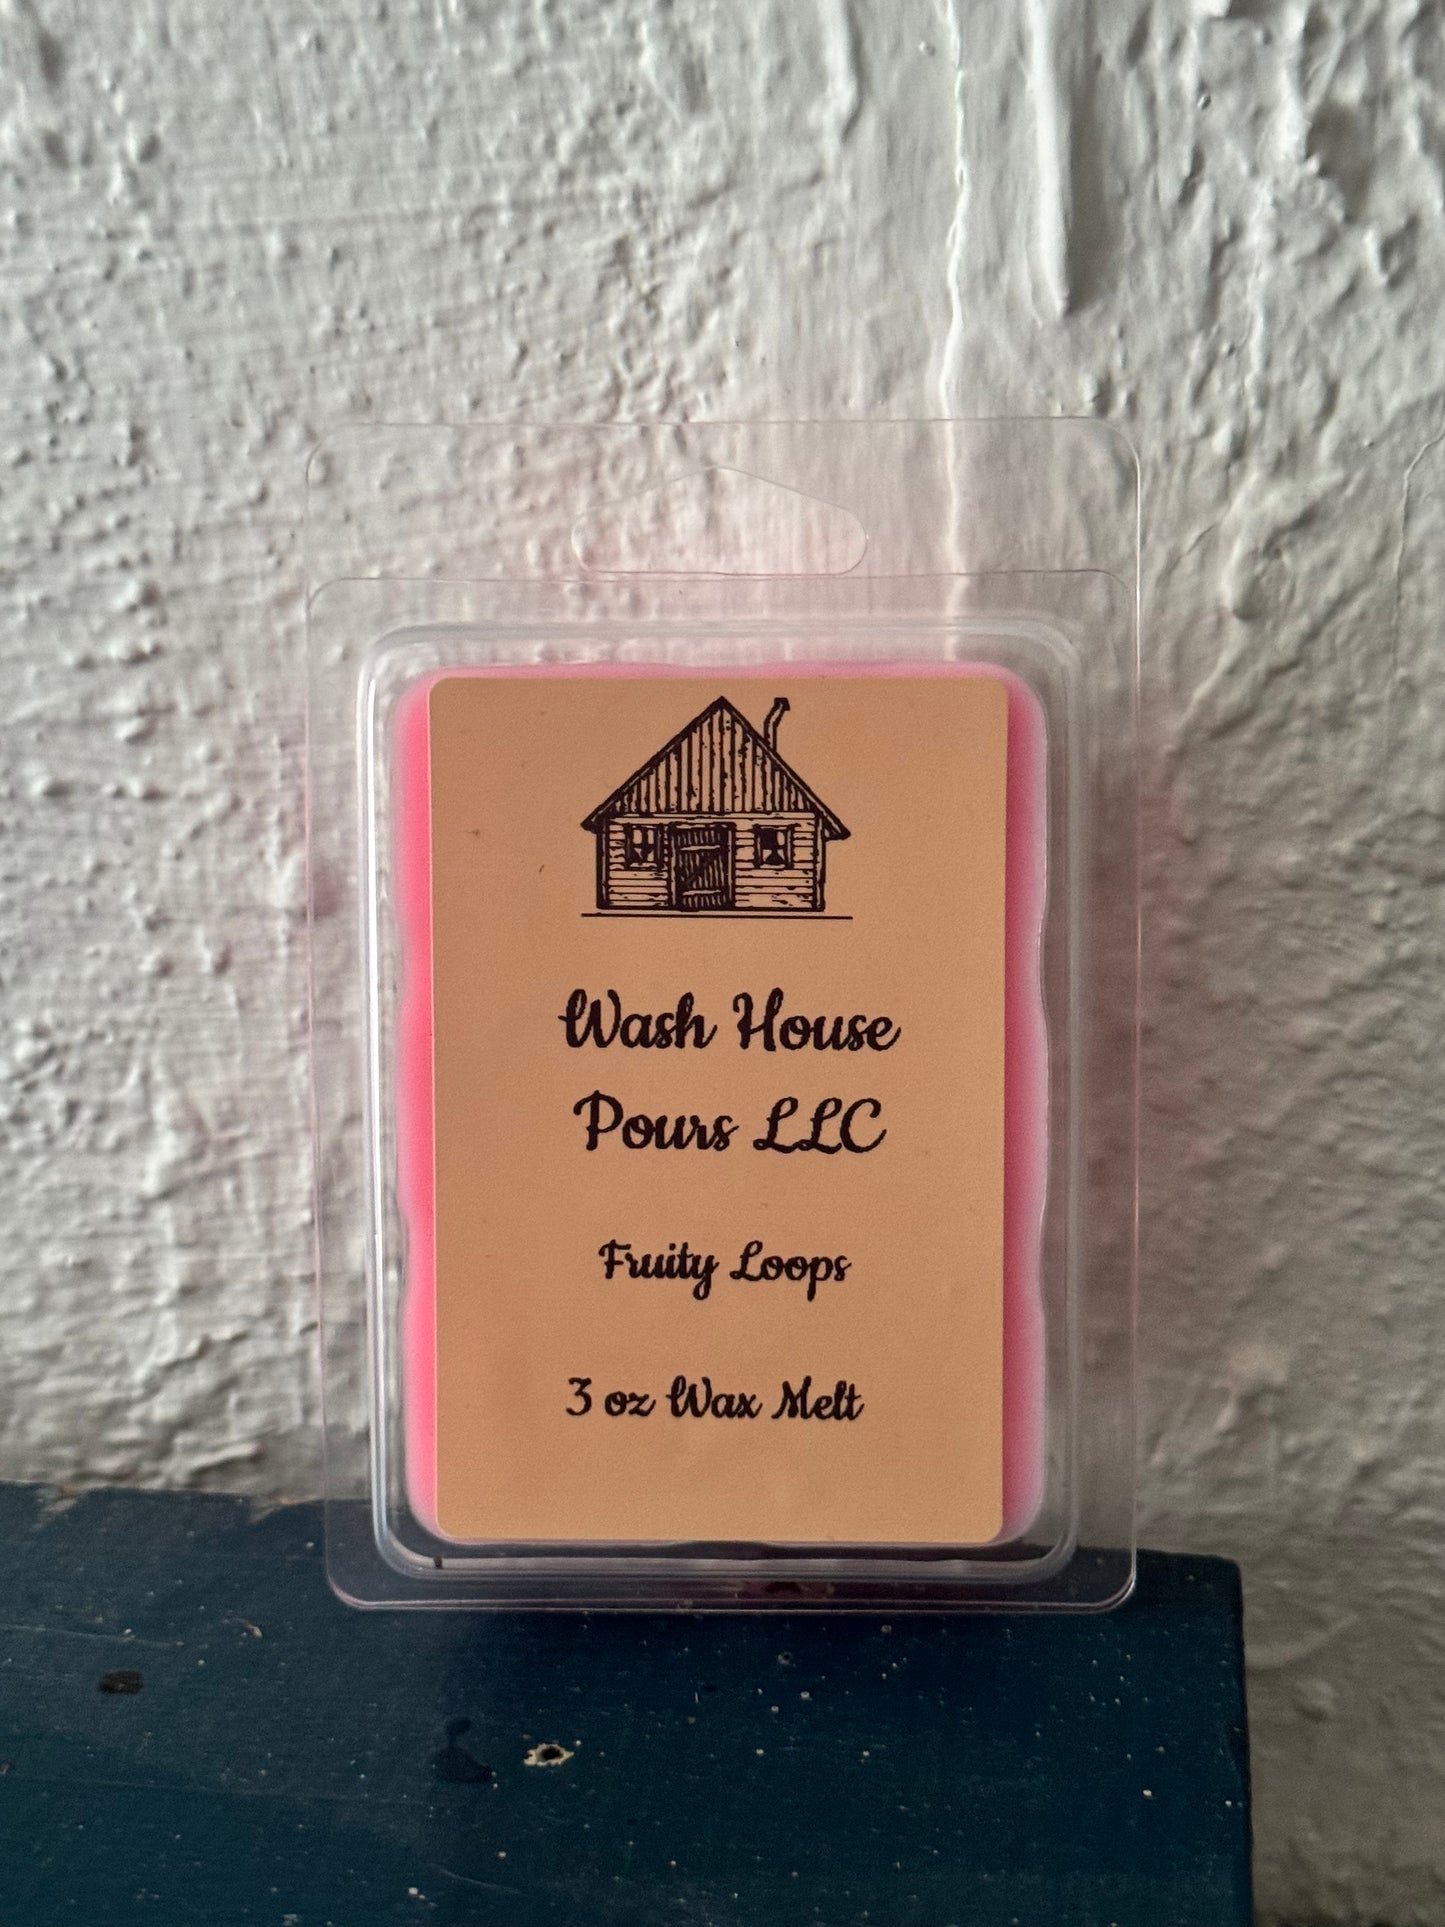 Wash House
Pours LLC
Fruity Loops
3 oz Wax Melt